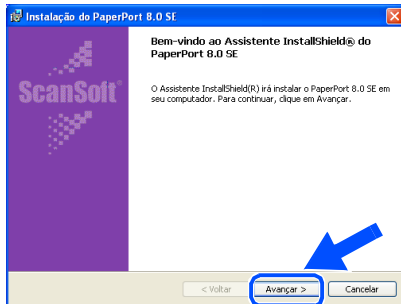 Instalação do PaperPort 8.0 SE
Bem-vindo ao Assistente InstallShield® do
PaperPort 8.0 SE
ScanSoft®
O Assistente InstallShield(R) irá instalar o PaperPort 8.0 SE em
seu computador. Para continuar, clique em Avançar.
< Voltar
Avançar >
Cancelar